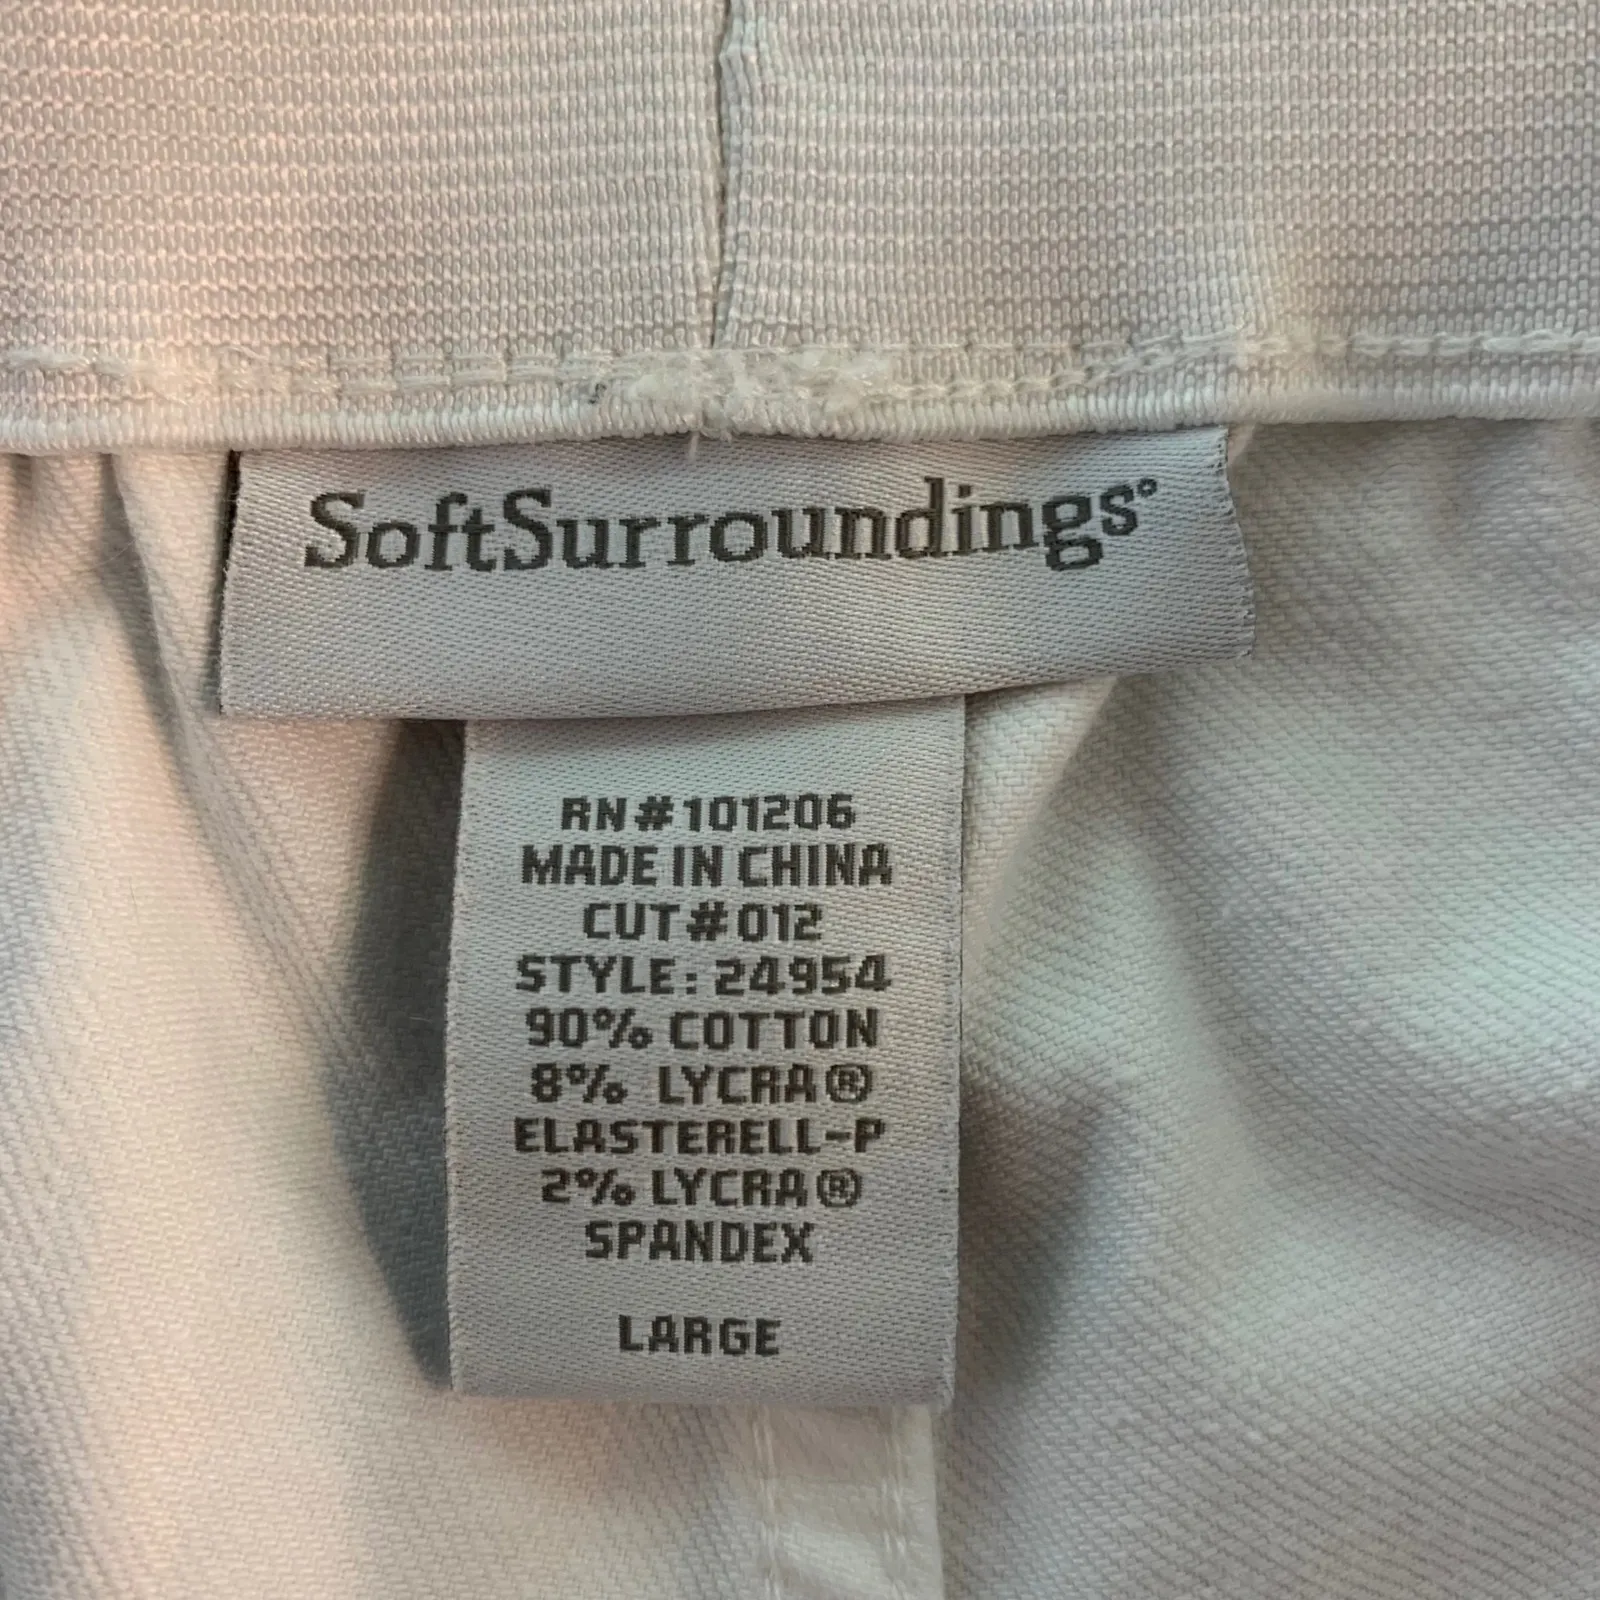 SoftSurroundings®
RN#101206
MADE IN CHINA
CUT#012
STYLE: 24954
90% COTTON
8% LYCRA®
ELASTERELL-P
2% LYCRA®
SPANDEX
LARGE